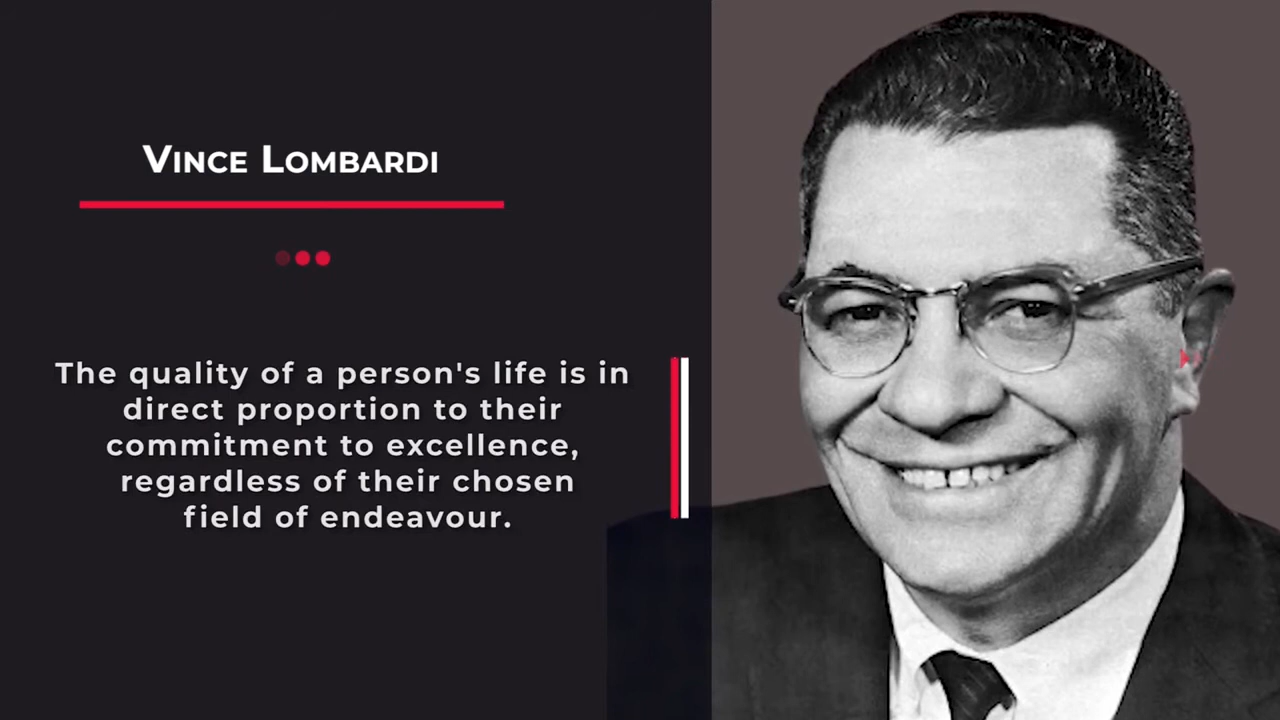 Vince Lombardi
The quality of a person's life is in
direct proportion to their
commitment to excellence,
regardless of their chosen
field of endeavour.